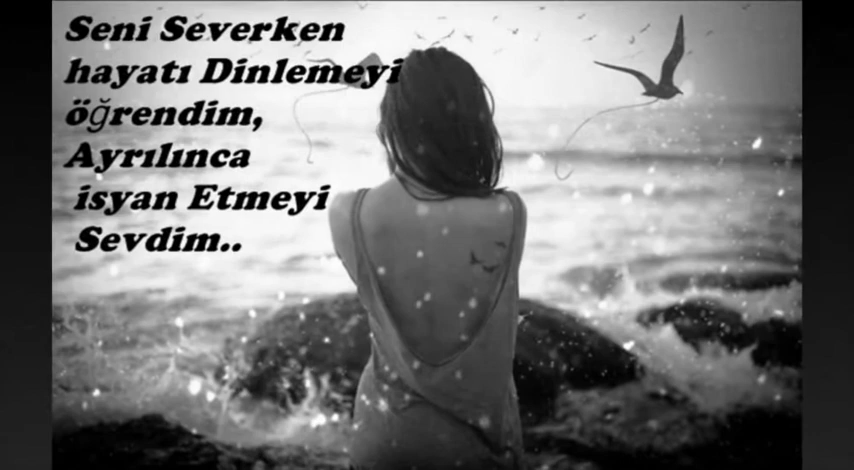 Seni Severken
hayatı Dinlemeyi
öğrendim,
Ayrılınca
isyan Etmeyi
Sevdim..